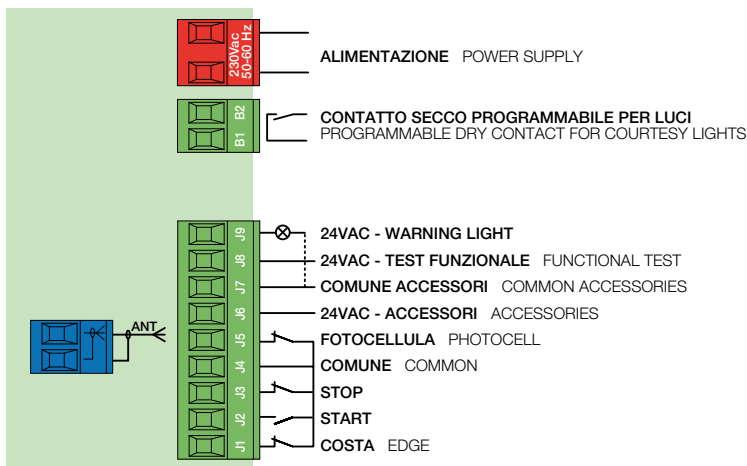 230Vac
50-60 Hz
ALIMENTAZIONE POWER SUPPLY
B2
CONTATTO SECCO PROGRAMMABILE PER LUCI
B1
PROGRAMMABLE DRY CONTACT FOR COURTESY LIGHTS
J9
24VAC - WARNING LIGHT
J8
24VAC - TEST FUNZIONALE FUNCTIONAL TEST
J7
COMUNE ACCESSORI COMMON ACCESSORIES
J6
24VAC - ACCESSORI ACCESSORIES
ANT
J5
FOTOCELLULA PHOTOCELL
J4
COMUNE COMMON
J3
STOP
J2
START
J1
COSTA EDGE